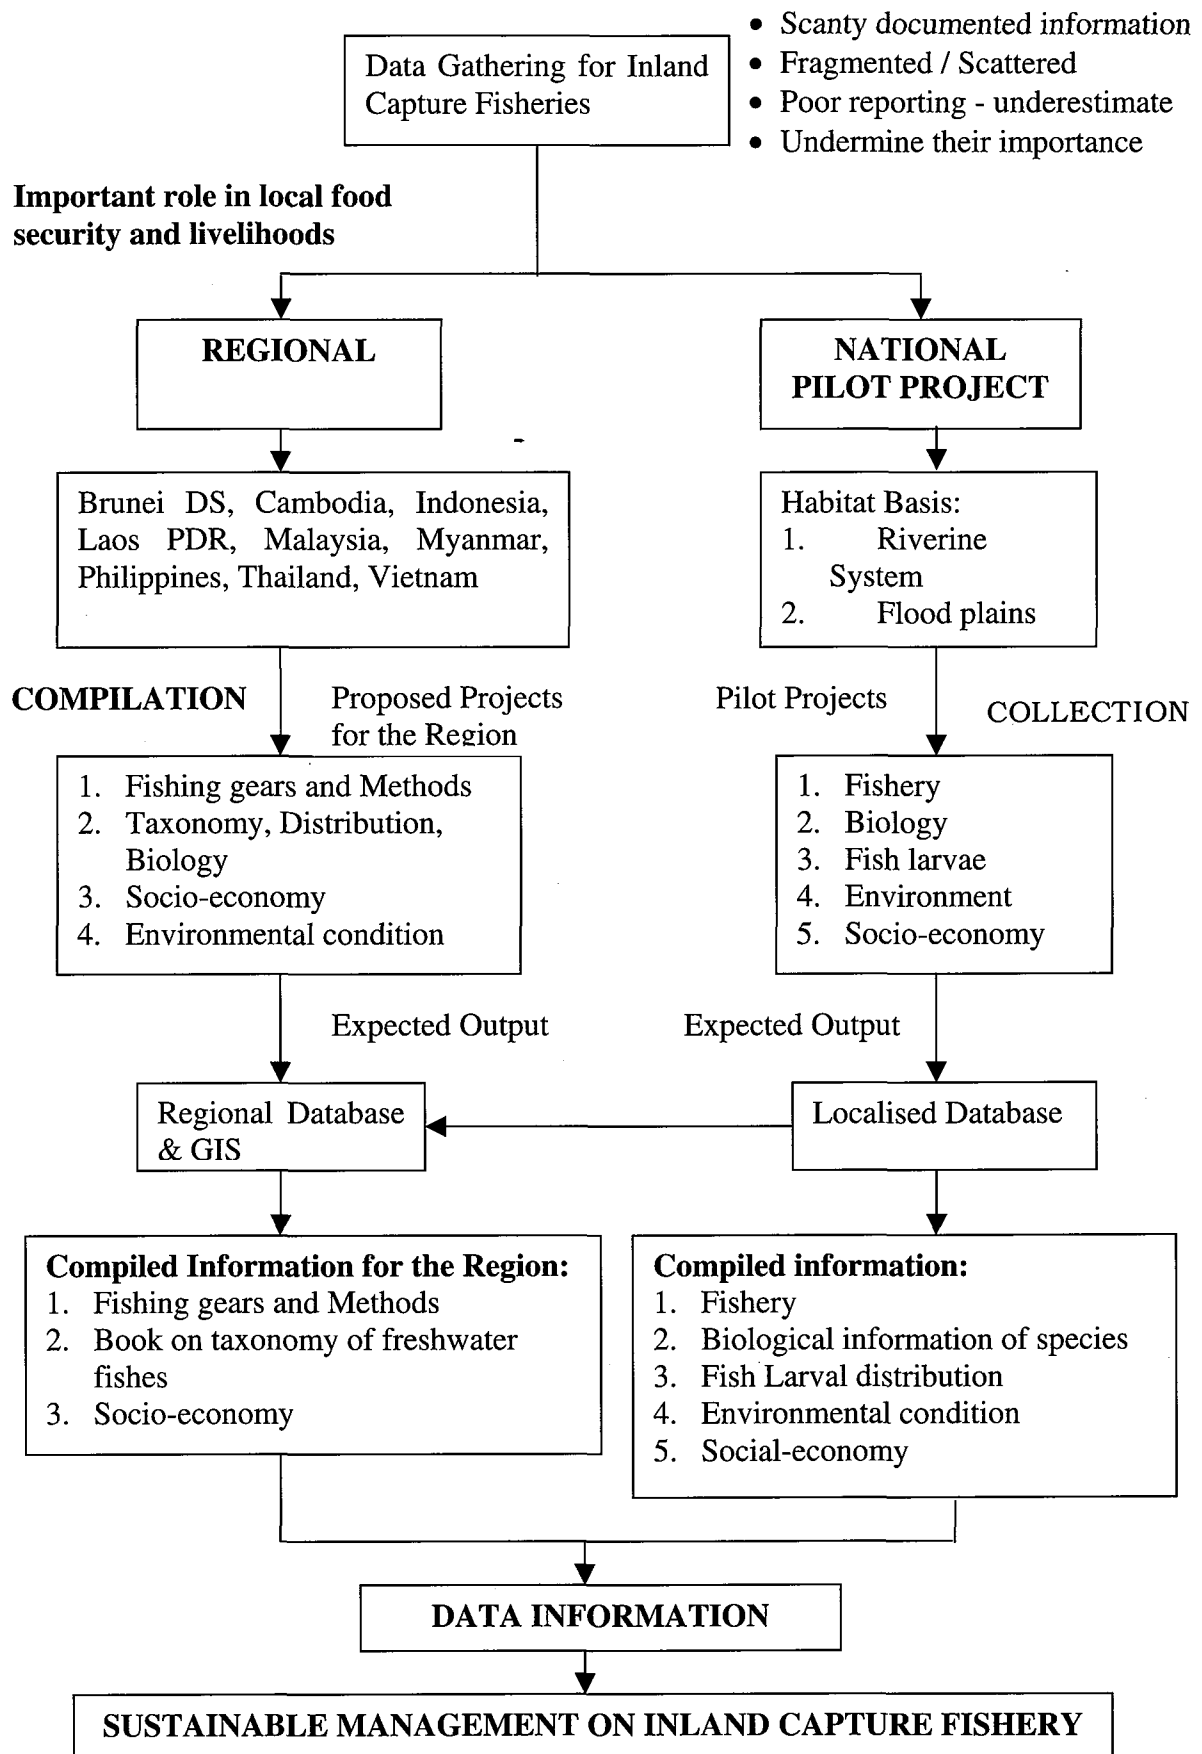 Data Gathering for Inland
Capture Fisheries
• Scanty documented information
• Fragmented / Scattered
• Poor reporting - underestimate
• Undermine their importance
Important role in local food
security and livelihoods
REGIONAL
NATIONAL
PILOT PROJECT
Brunei DS, Cambodia, Indonesia,
Laos PDR, Malaysia, Myanmar,
Philippines, Thailand, Vietnam
Habitat Basis:
1. Riverine
System
2. Flood plains
COMPILATION
Proposed Projects
for the Region
Pilot Projects
COLLECTION
1. Fishing gears and Methods
2. Taxonomy, Distribution,
Biology
3. Socio-economy
4. Environmental condition
1. Fishery
2. Biology
3. Fish larvae
4. Environment
5. Socio-economy
Expected Output
Expected Output
Regional Database
& GIS
Localised Database
Compiled Information for the Region:
1. Fishing gears and Methods
2. Book on taxonomy of freshwater
fishes
3. Socio-economy
Compiled information:
1. Fishery
2. Biological information of species
3. Fish Larval distribution
4. Environmental condition
5. Social-economy
DATA INFORMATION
SUSTAINABLE MANAGEMENT ON INLAND CAPTURE FISHERY